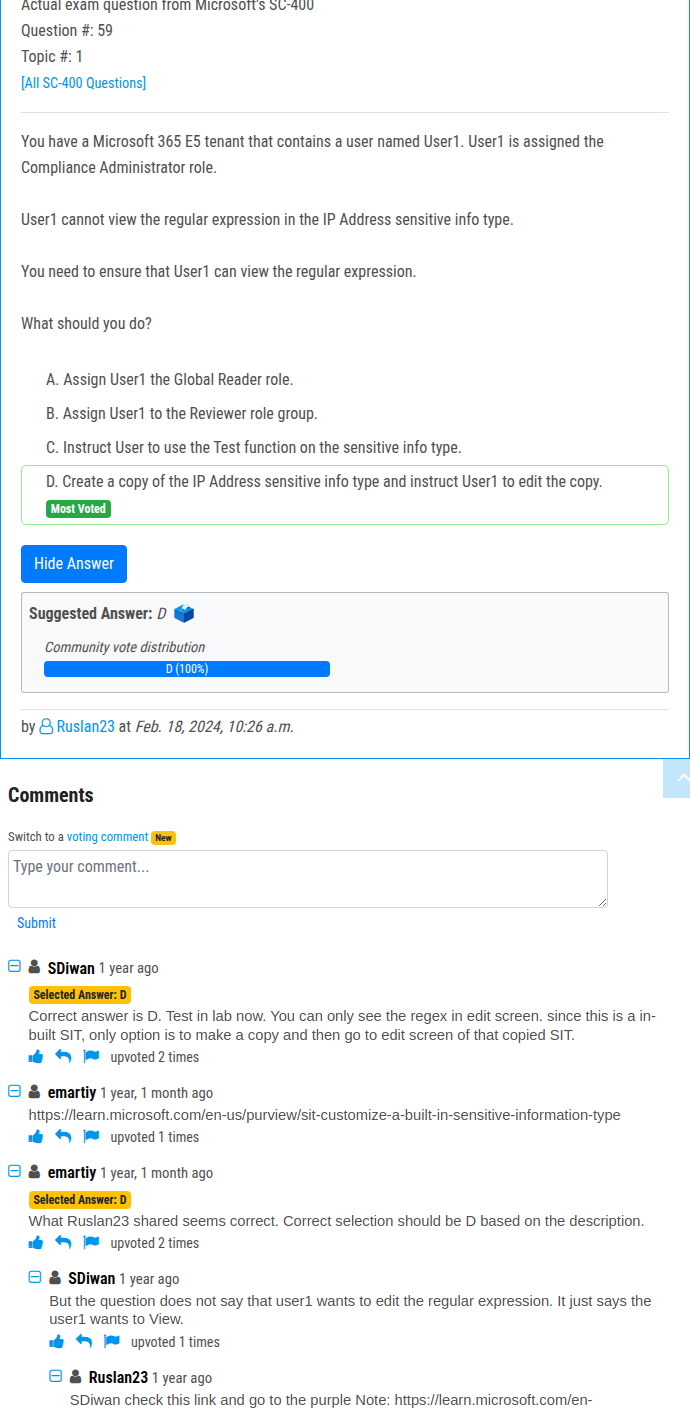 Actual exam question from Microsoft's SC-400
Question #: 59
Topic #: 1
[All SC-400 Questions]
You have a Microsoft 365 E5 tenant that contains a user named User1. User1 is assigned the
Compliance Administrator role.
User1 cannot view the regular expression in the IP Address sensitive info type.
You need to ensure that User1 can view the regular expression.
What should you do?
A. Assign User1 the Global Reader role.
B. Assign User1 to the Reviewer role group.
C. Instruct User to use the Test function on the sensitive info type.
D. Create a copy of the IP Address sensitive info type and instruct User1 to edit the copy.
Most Voted
Hide Answer
Suggested Answer: D
Community vote distribution
D (100%)
by Ruslan23 at Feb. 18, 2024, 10:26 a.m.
Comments
Switch to a voting comment New
Type your comment...
Submit
SDiwan 1 year ago
Selected Answer: D
Correct answer is D. Test in lab now. You can only see the regex in edit screen. since this is a in-
built SIT, only option is to make a copy and then go to edit screen of that copied SIT.
upvoted 2 times
emartiy 1 year, 1 month ago
https://learn.microsoft.com/en-us/purview/sit-customize-a-built-in-sensitive-information-type
upvoted 1 times
emartiy 1 year, 1 month ago
Selected Answer: D
What Ruslan23 shared seems correct. Correct selection should be D based on the description.
upvoted 2 times
SDiwan 1 year ago
But the question does not say that user1 wants to edit the regular expression. It just says the
user1 wants to View.
upvoted 1 times
Ruslan23 1 year ago
SDiwan check this link and go to the purple Note: https://learn.microsoft.com/en-